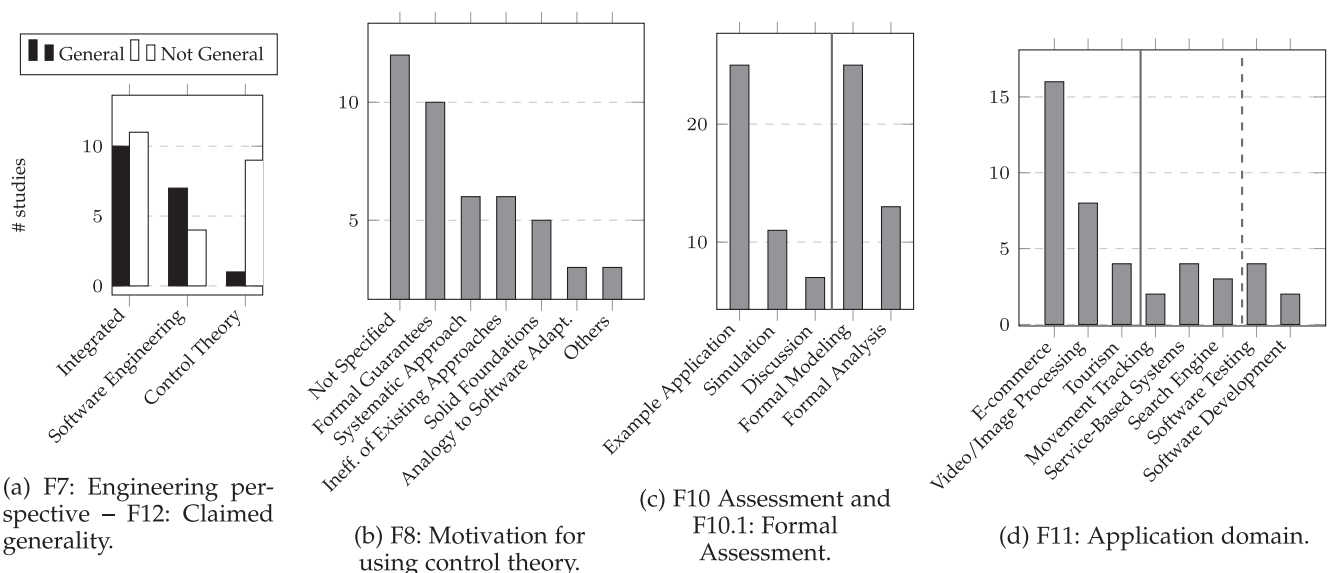 General Not General
# studies
10
5
0
Integrated
Software Engineering
Control Theory
(a) F7: Engineering per-
spective – F12: Claimed
generality.
10
5
Not Specified
Formal Guarantees
Systematic Approach
Ineff. of Existing Approaches
Solid Foundations
Analogy to Software Adapt.
Others
(b) F8: Motivation for
using control theory.
20
10
Example Application
Simulation
Discussion
Formal Modeling
Formal Analysis
(c) F10 Assessment and
F10.1: Formal
Assessment.
15
10
5
0
E-commerce
Video/Image Processing
Tourism
Movement Tracking
Service-Based Systems
Search Engine
Software Testing
Software Development
(d) F11: Application domain.